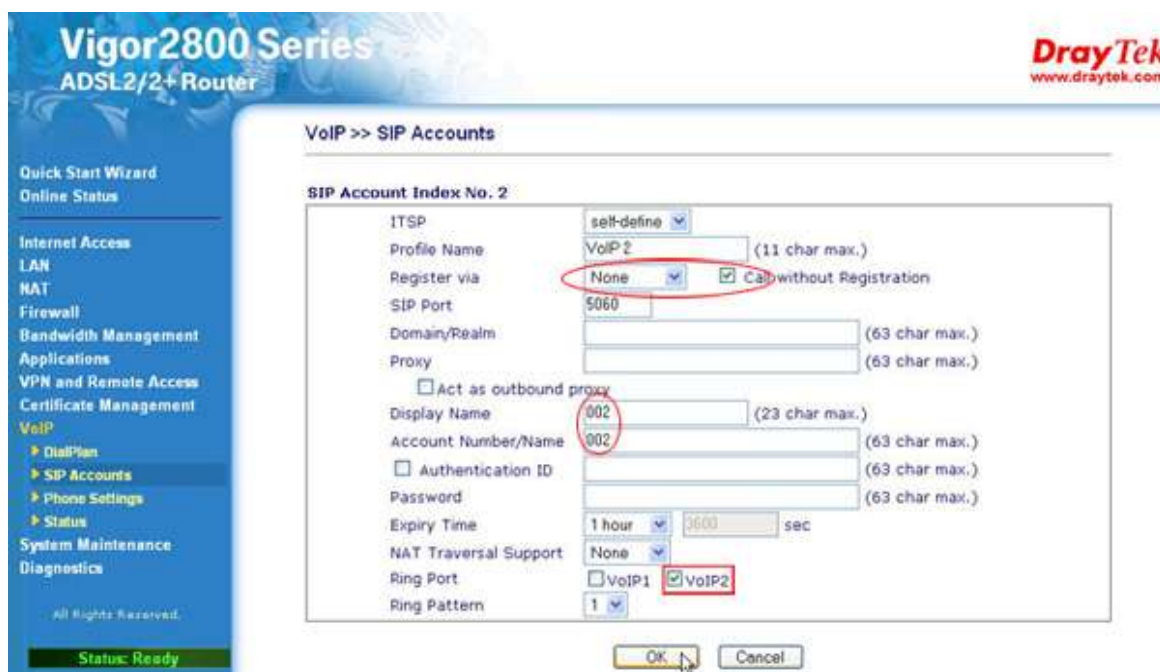 Vigor2800 Series
ADSL2/2+ Router
DrayTek
www.draytek.com
Quick Start Wizard
Online Status
Internet Access
LAN
NAT
Firewall
Bandwidth Management
Applications
VPN and Remote Access
Certificate Management
VoIP
DialPlan
SIP Accounts
Phone Settings
Status
System Maintenance
Diagnostics
All Rights Reserved.
Status: Ready
VoIP >> SIP Accounts
SIP Account Index No. 2
ITSP self-define
Profile Name VoIP 2 (11 char max.)
Register via None Call without Registration
SIP Port 5060
Domain/Realm (63 char max.)
Proxy (63 char max.)
Act as outbound proxy
Display Name 002 (23 char max.)
Account Number/Name 002 (63 char max.)
Authentication ID (63 char max.)
Password (63 char max.)
Expiry Time 1 hour 3600 sec
NAT Traversal Support None
Ring Port VoIP1 VoIP2
Ring Pattern 1
OK Cancel